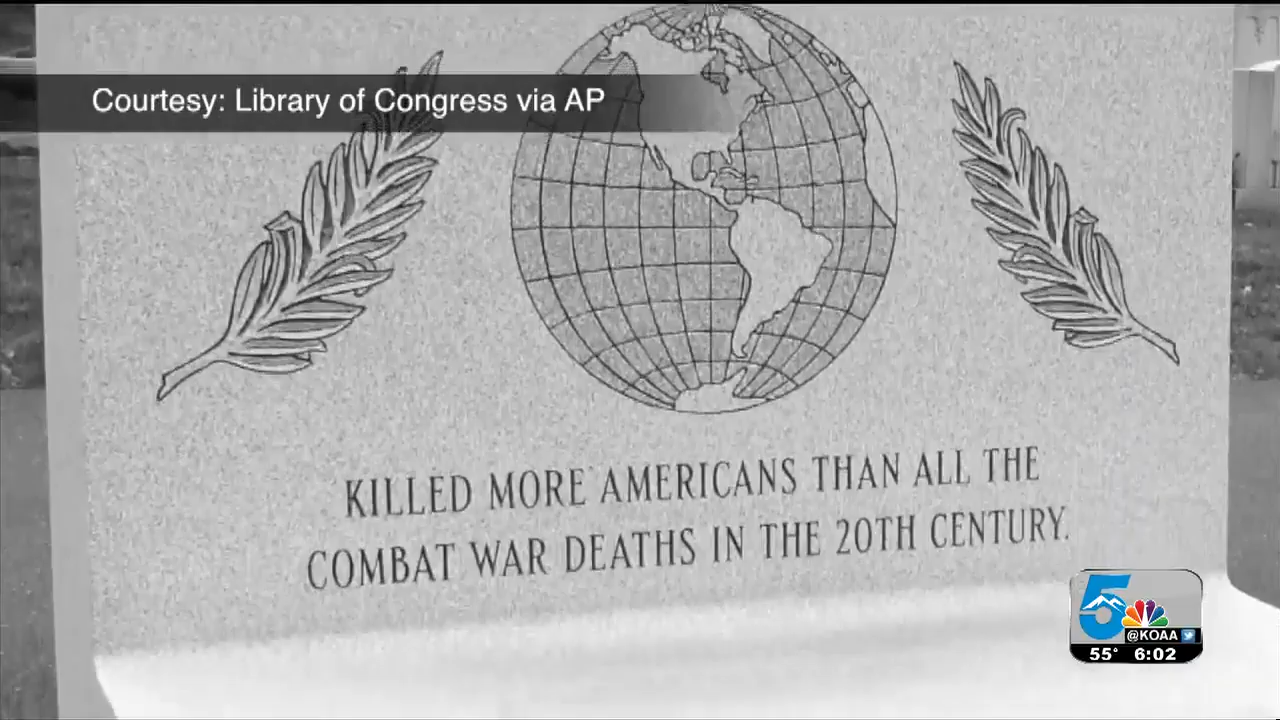 Courtesy: Library of Congress via AP
KILLED MORE AMERICANS THAN ALL THE
COMBAT WAR DEATHS IN THE 20TH CENTURY.
5
@KOAA
55° 6:02